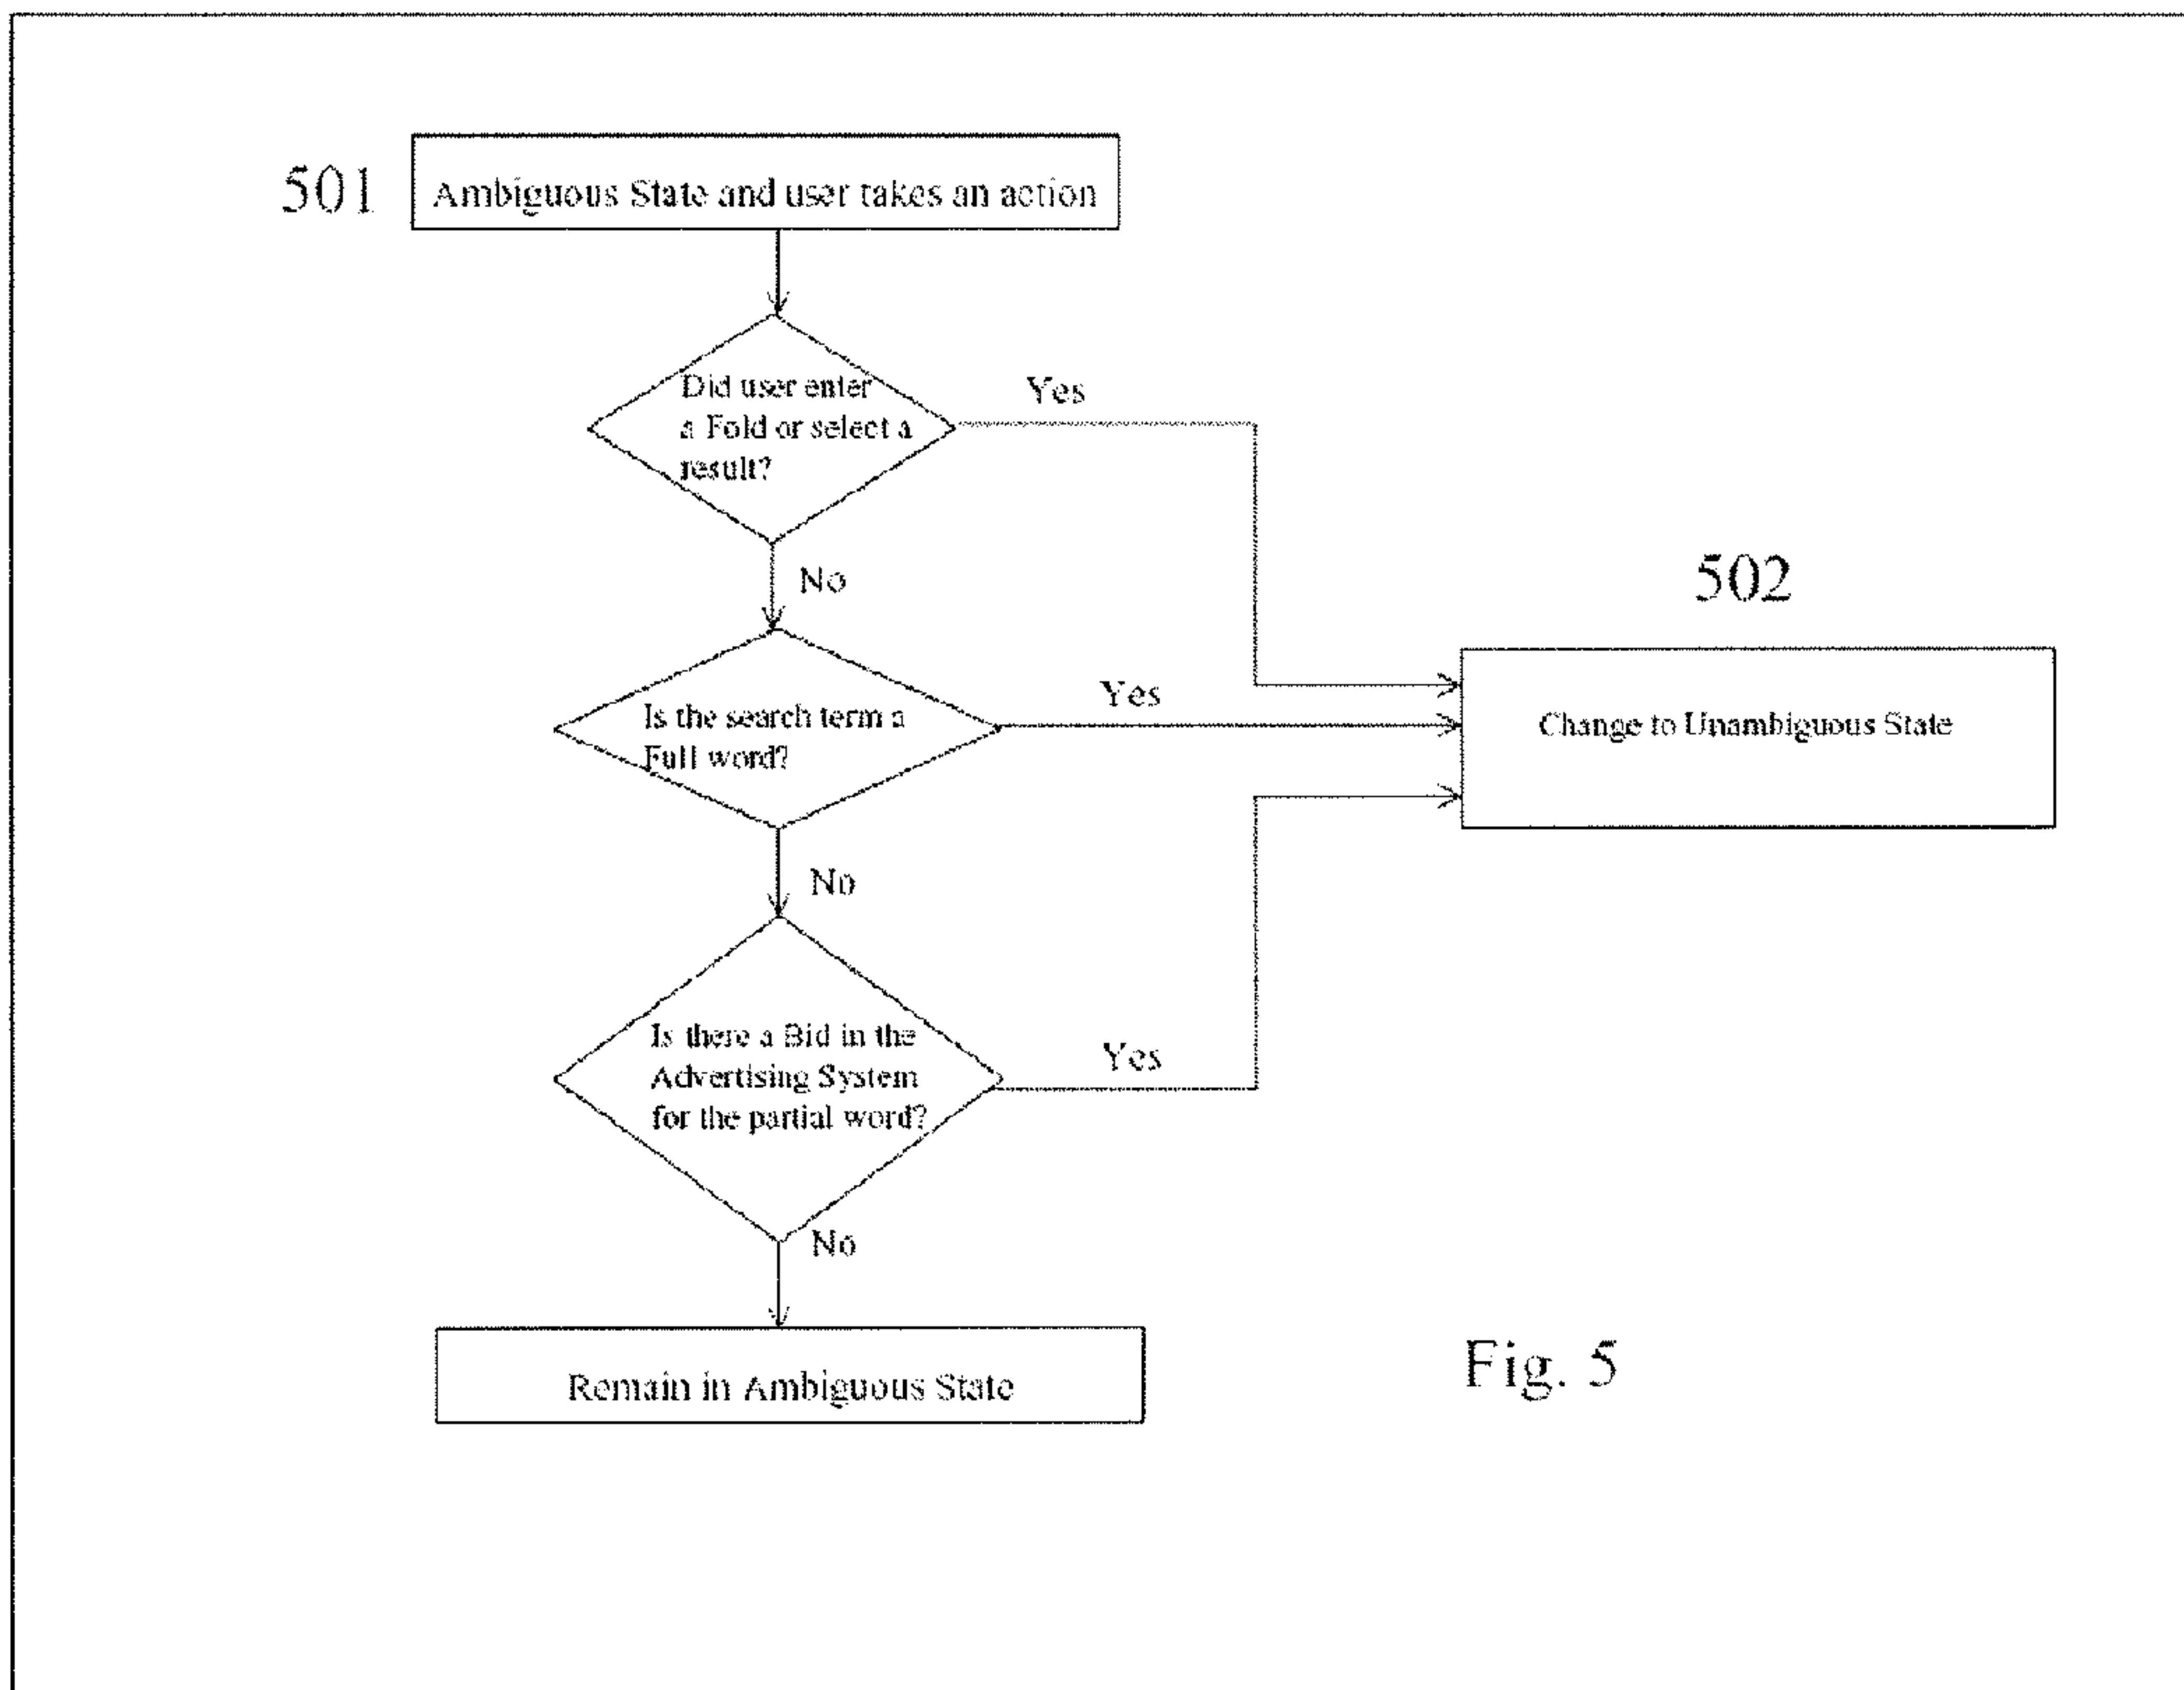 501
Ambiguous State and user takes an action
Did user enter
a Fold or select a
result?
Yes
No
502
Is the search term a
Full word?
Yes
Change to Unambiguous State
No
Is there a Bid in the
Advertising System
for the partial word?
Yes
No
Remain in Ambiguous State
Fig. 5